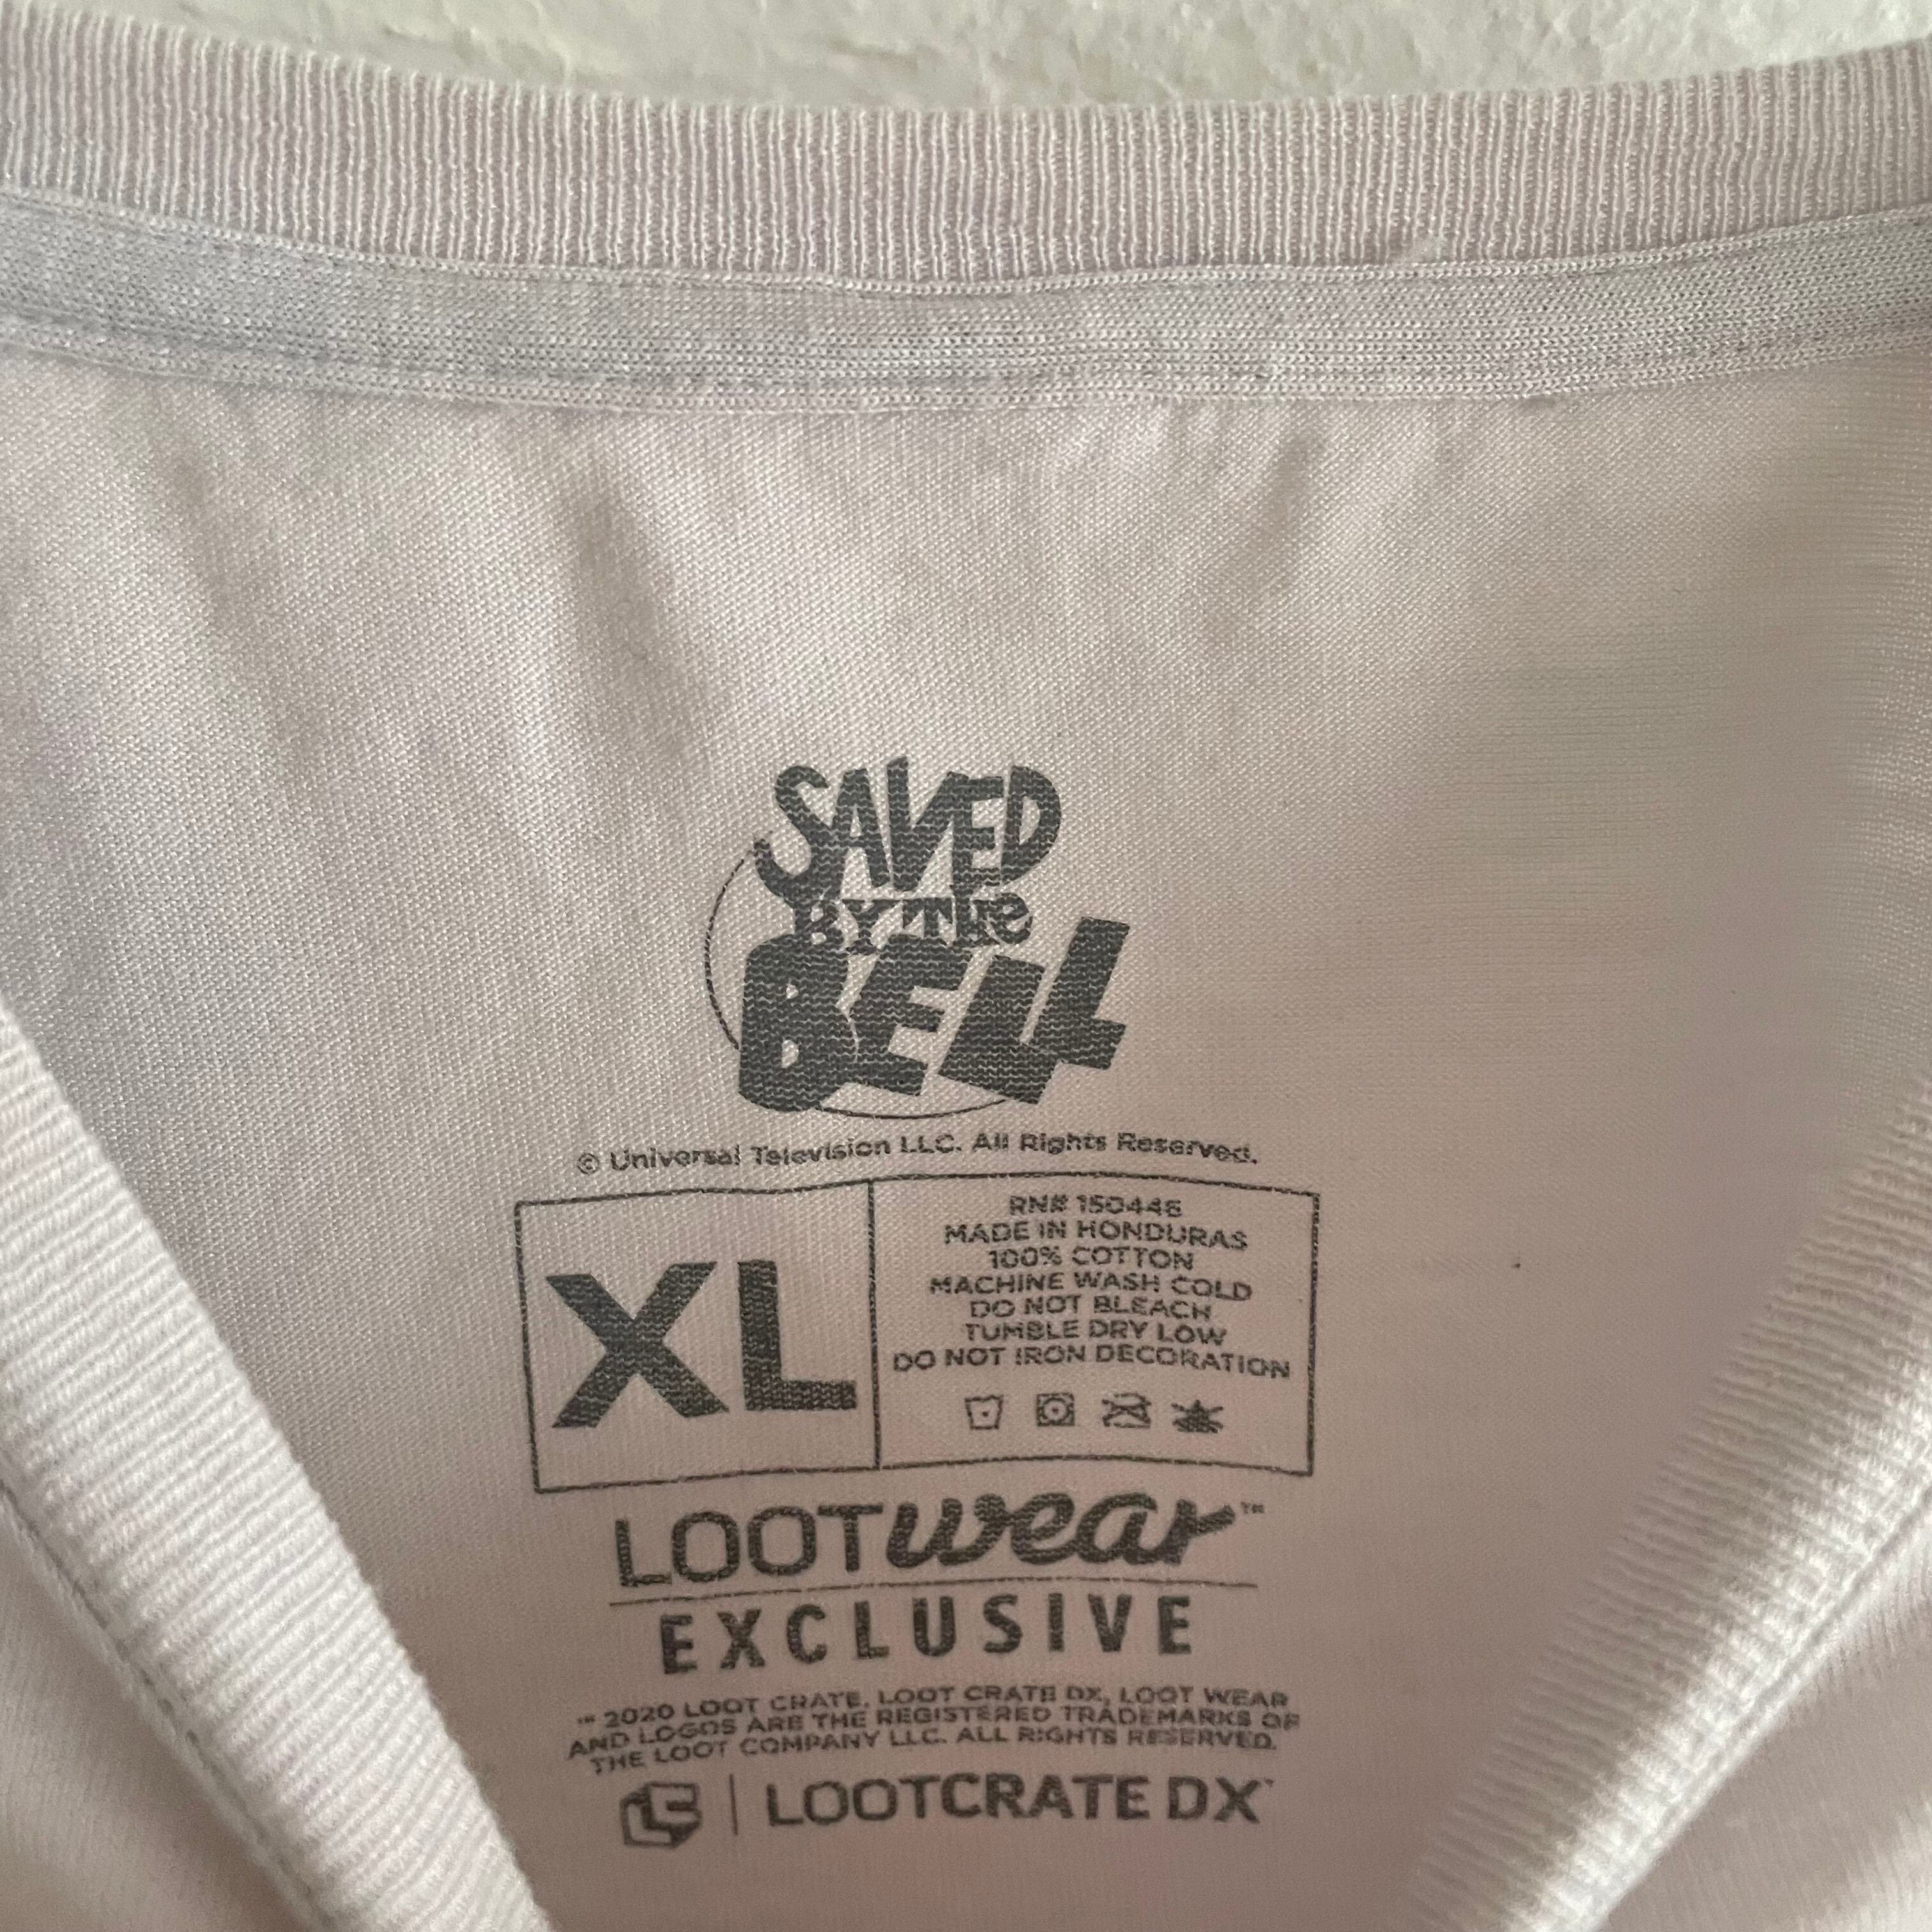 SAVED
BY THe
BELL
© Universal Television LLC. All Rights Reserved.
XL
RN# 150446
MADE IN HONDURAS
100% COTTON
MACHINE WASH COLD
DO NOT BLEACH
TUMBLE DRY LOW
DO NOT IRON DECORATION
LOOTwear™
EXCLUSIVE
™ 2020 LOOT CRATE, LOOT CRATE DX, LOOT WEAR
AND LOGOS ARE THE REGISTERED TRADEMARKS OF
THE LOOT COMPANY LLC. ALL RIGHTS RESERVED.
LOOTCRATE DX™